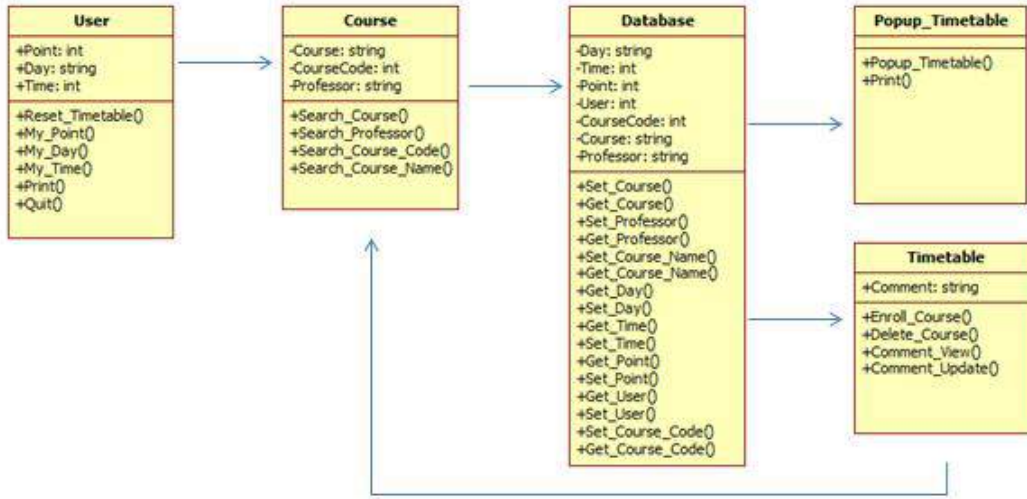 User
+Point: int
+Day: string
+Time: int
+Reset_Timetable()
+My_Point()
+My_Day()
+My_Time()
+Print()
+Quit()
Course
-Course: string
-CourseCode: int
-Professor: string
+Search_Course()
+Search_Professor()
+Search_Course_Code()
+Search_Course_Name()
Database
-Day: string
-Time: int
-Point: int
-User: int
-CourseCode: int
-Course: string
-Professor: string
+Set_Course()
+Get_Course()
+Set_Professor()
+Get_Professor()
+Set_Course_Name()
+Get_Course_Name()
+Get_Day()
+Set_Day()
+Get_Time()
+Set_Time()
+Get_Point()
+Set_Point()
+Get_User()
+Set_User()
+Set_Course_Code()
+Get_Course_Code()
Popup_Timetable
+Popup_Timetable()
+Print()
Timetable
+Comment: string
+Enroll_Course()
+Delete_Course()
+Comment_View()
+Comment_Update()